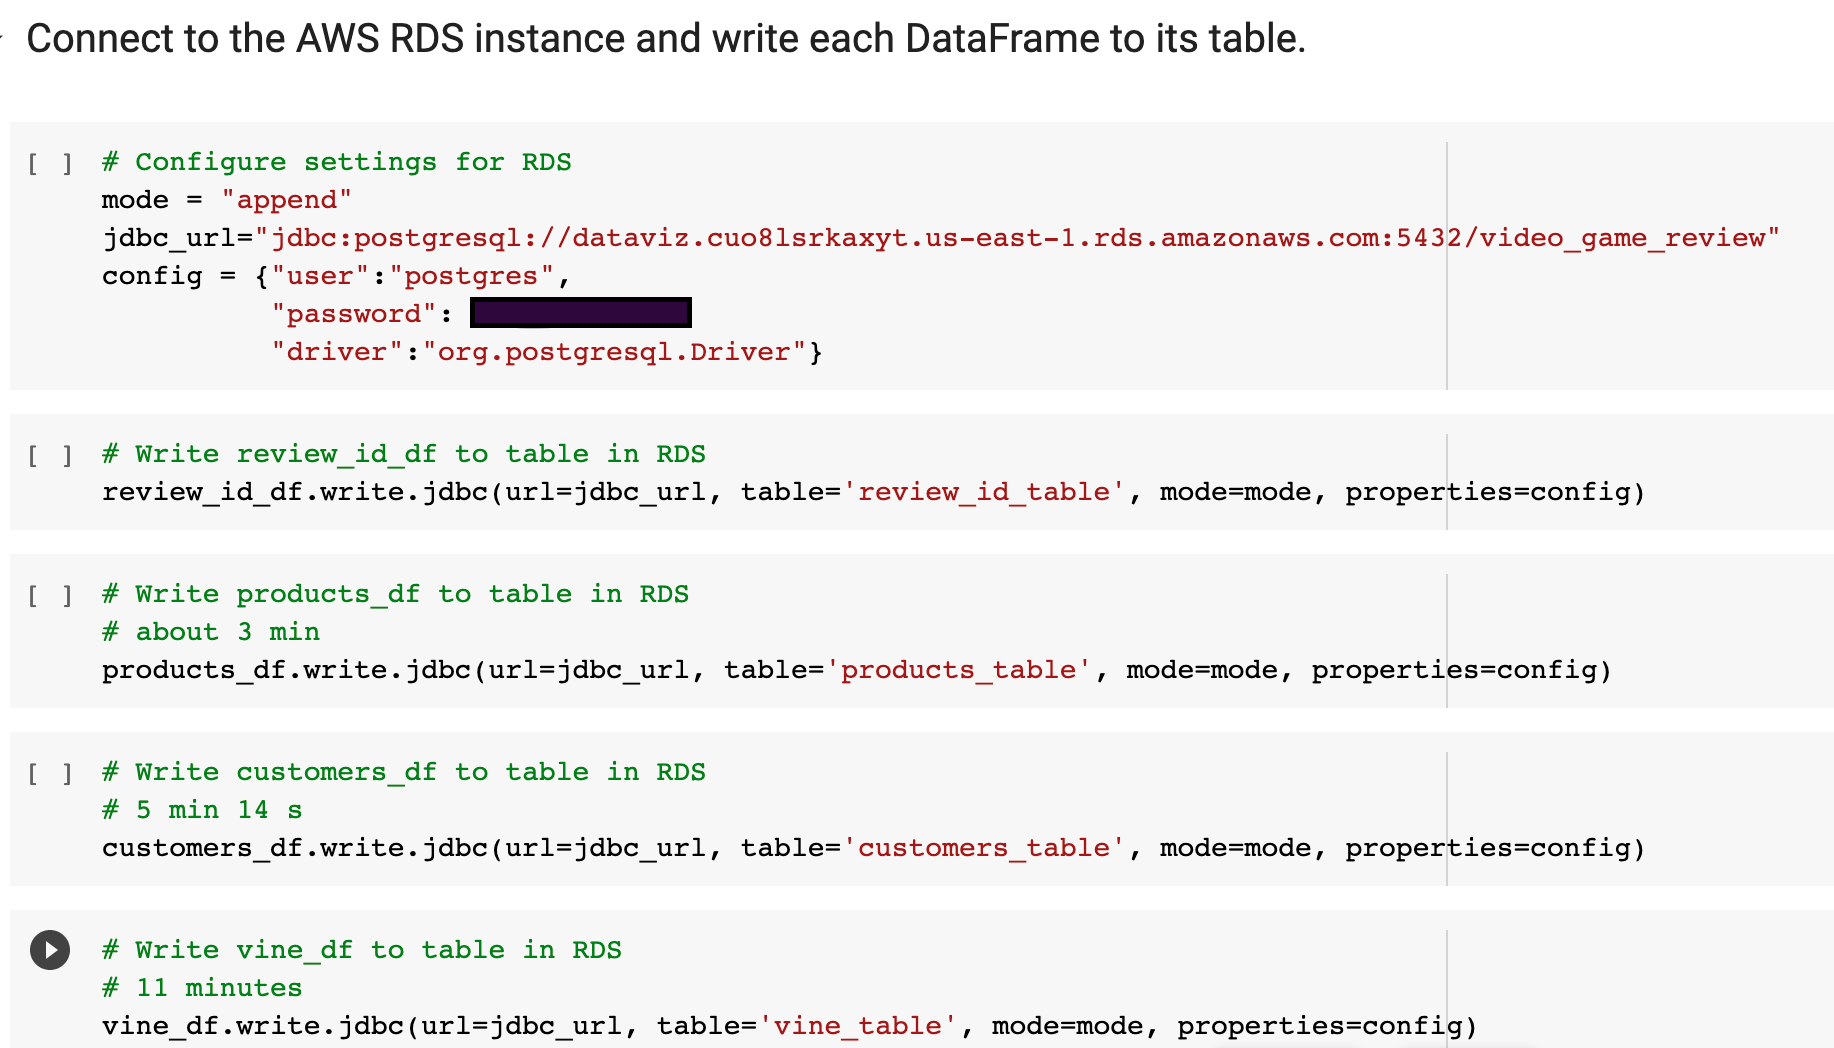 Connect to the AWS RDS instance and write each DataFrame to its table.
[ ] # Configure settings for RDS
mode = "append"
jdbc_url="jdbc:postgresql://dataviz.cuo8lsrkaxyt.us-east-1.rds.amazonaws.com:5432/video_game_review"
config = {"user":"postgres",
"password":
"driver":"org.postgresql.Driver"}
[ ] # Write review_id_df to table in RDS
review_id_df.write.jdbc(url=jdbc_url, table='review_id_table', mode=mode, properties=config)
[ ] # Write products_df to table in RDS
# about 3 min
products_df.write.jdbc(url=jdbc_url, table='products_table', mode=mode, properties=config)
[ ] # Write customers_df to table in RDS
# 5 min 14 s
customers_df.write.jdbc(url=jdbc_url, table='customers_table', mode=mode, properties=config)
# Write vine_df to table in RDS
# 11 minutes
vine_df.write.jdbc(url=jdbc_url, table='vine_table', mode=mode, properties=config)